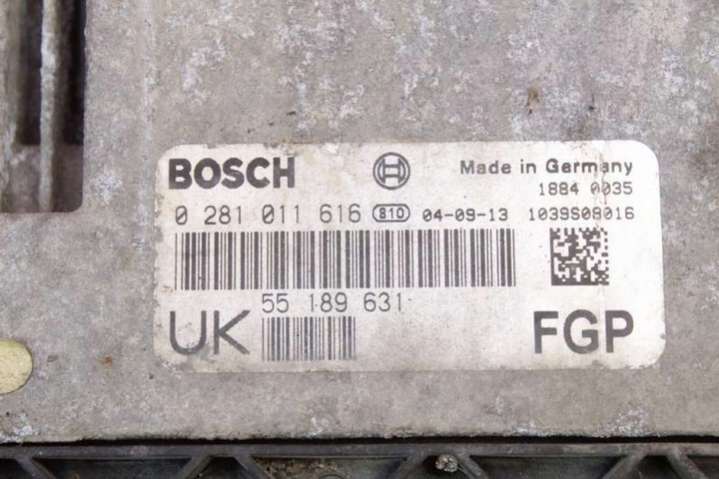 BOSCH Made in Germany
1884 0035
0 281 011 616 810 04-09-13 1039S08016
55 189 631
UK FGP